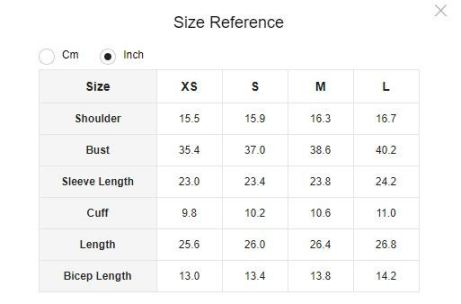 Size Reference
Cm Inch
Size XS S M L
Shoulder 15.5 15.9 16.3 16.7
Bust 35.4 37.0 38.6 40.2
Sleeve Length 23.0 23.4 23.8 24.2
Cuff 9.8 10.2 10.6 11.0
Length 25.6 26.0 26.4 26.8
Bicep Length 13.0 13.4 13.8 14.2